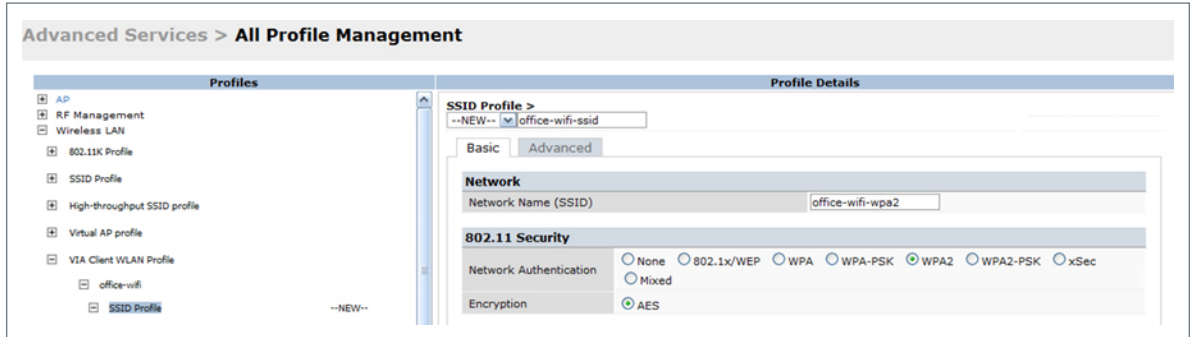 Advanced Services > All Profile Management
Profiles
AP
RF Management
Wireless LAN
802.11K Profile
SSID Profile
High-throughput SSID profile
Virtual AP profile
VIA Client WLAN Profile
office-wifi
SSID Profile --NEW--
Profile Details
SSID Profile >
--NEW-- office-wifi-ssid
Basic Advanced
Network
Network Name (SSID) office-wifi-wpa2
802.11 Security
Network Authentication None 802.1x/WEP WPA WPA-PSK WPA2 WPA2-PSK xSec
Mixed
Encryption AES